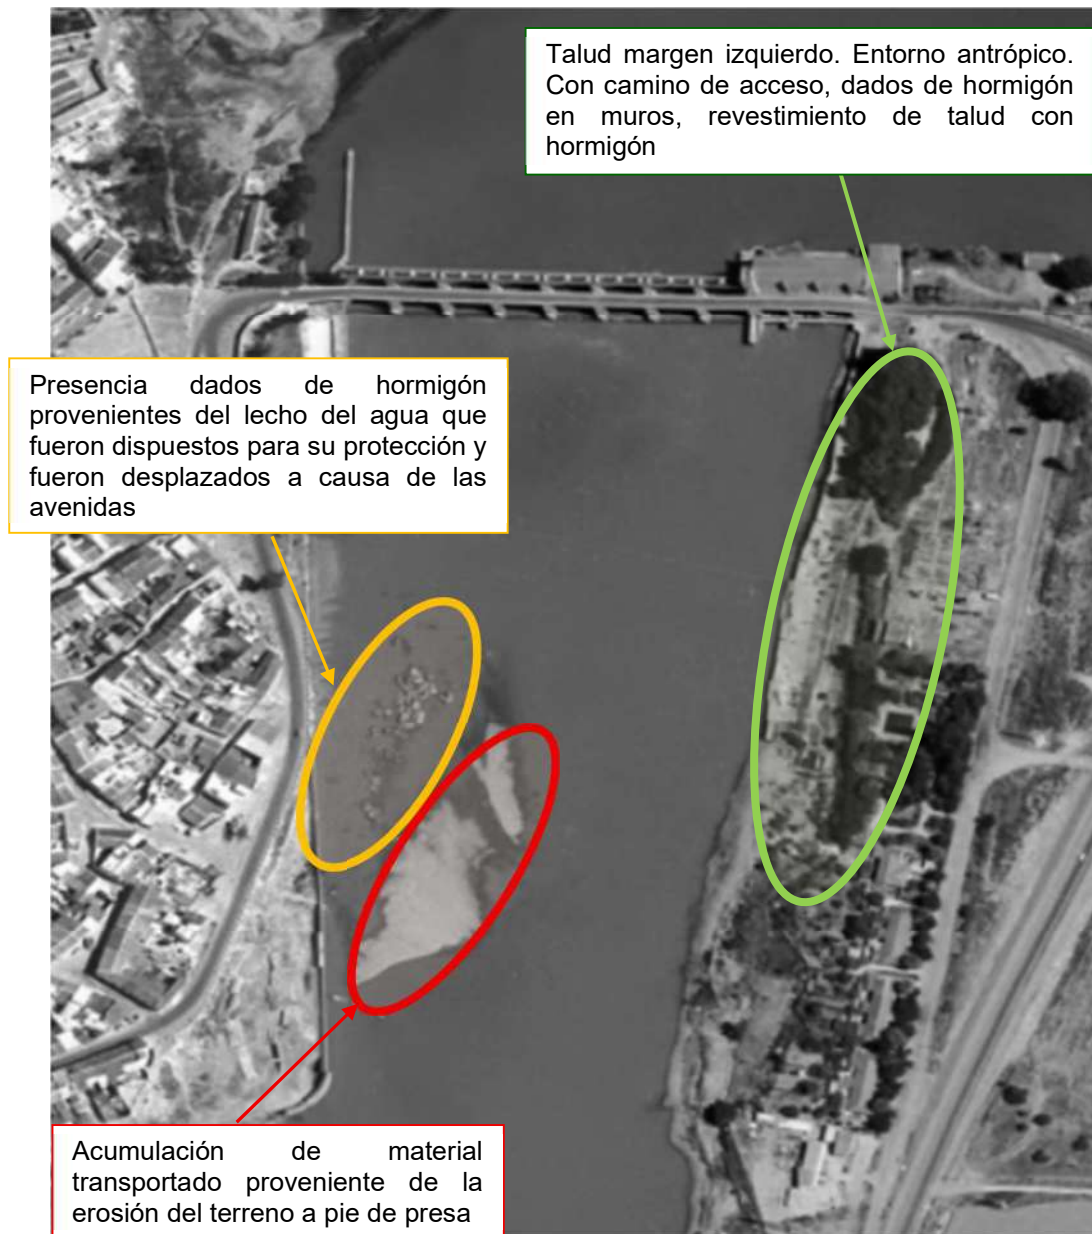 Talud margen izquierdo. Entorno antrópico.
Con camino de acceso, dados de hormigón
en muros, revestimiento de talud con
hormigón
Presencia dados de hormigón
provenientes del lecho del agua que
fueron dispuestos para su protección y
fueron desplazados a causa de las
avenidas
Acumulación de material
transportado proveniente de la
erosión del terreno a pie de presa